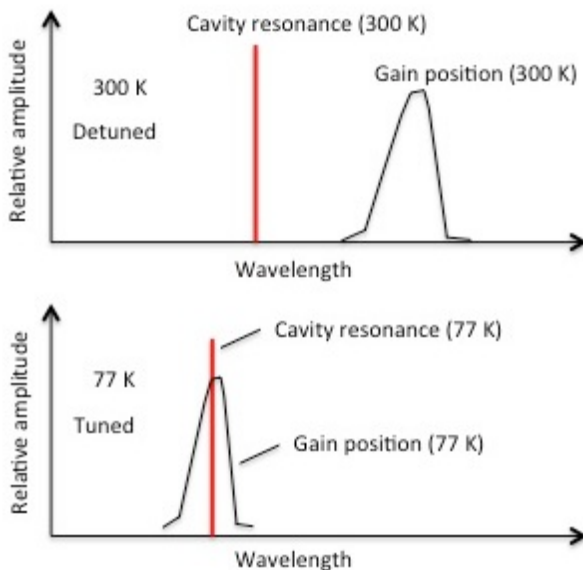 Cavity resonance (300 K)
Gain position (300 K)
300 K
Detuned
Relative amplitude
Wavelength
Cavity resonance (77 K)
77 K
Tuned
Gain position (77 K)
Relative amplitude
Wavelength